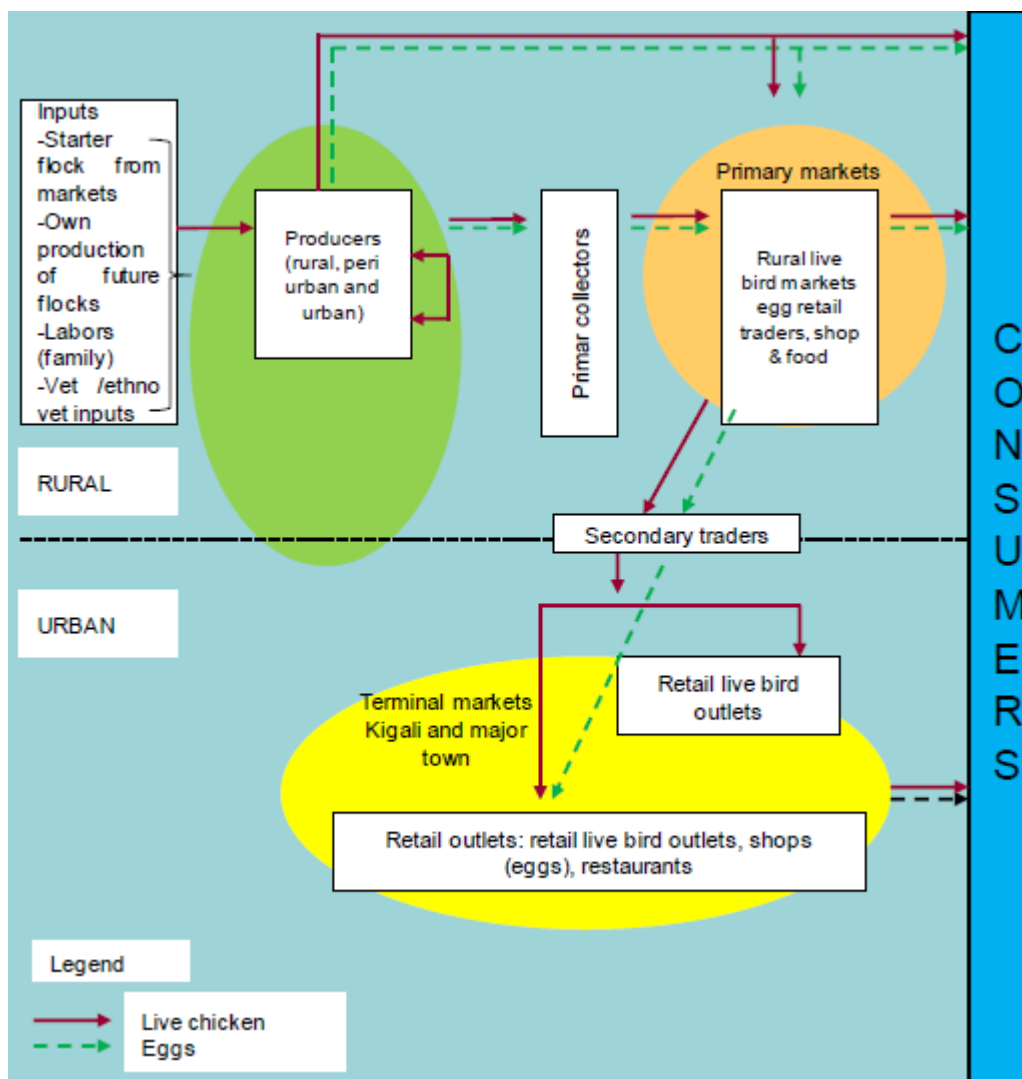 Inputs
-Starter
flock from
markets
-Own
production
of future
flocks
-Labors
(family)
-Vet /ethno
vet inputs
Producers
(rural, peri
urban and
urban)
Primar collectors
Primary markets
Rural live
bird markets
egg retail
traders, shop
& food
CONSUMERS
RURAL
Secondary traders
URBAN
Terminal markets
Kigali and major
town
Retail live bird
outlets
Retail outlets: retail live bird outlets, shops
(eggs), restaurants
Legend
Live chicken
Eggs